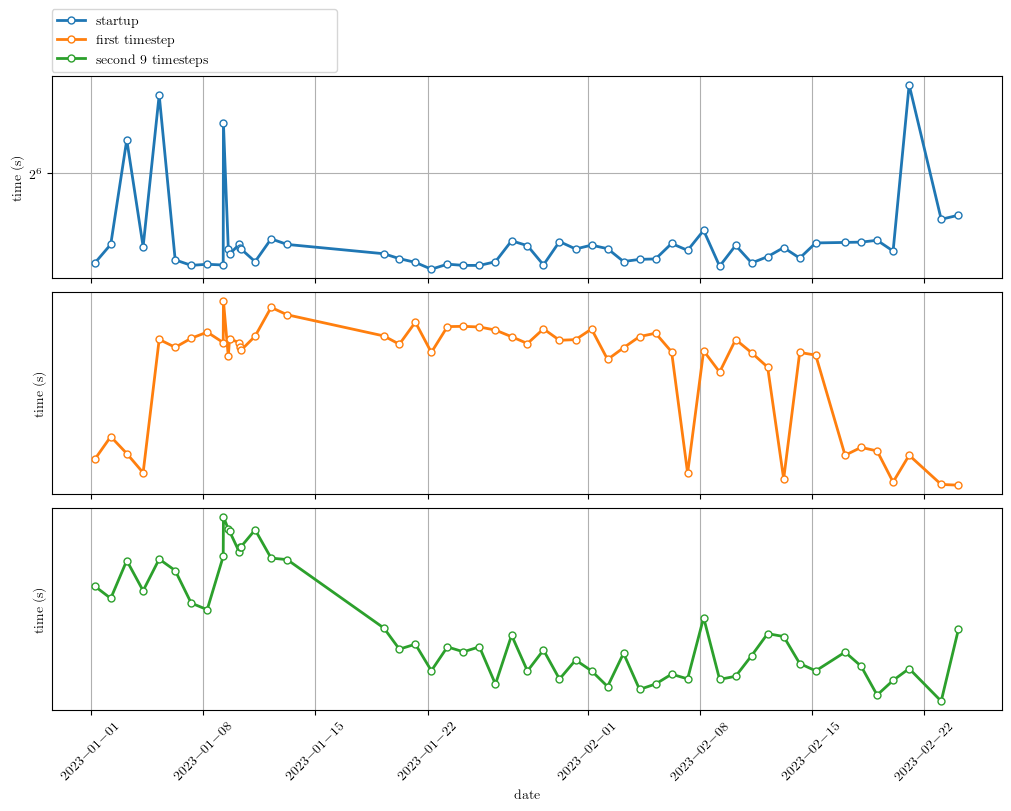 startup
first timestep
second 9 timesteps
time (s)
2⁶
time (s)
time (s)
2023−01−01
2023−01−08
2023−01−15
2023−01−22
2023−02−01
2023−02−08
2023−02−15
2023−02−22
date